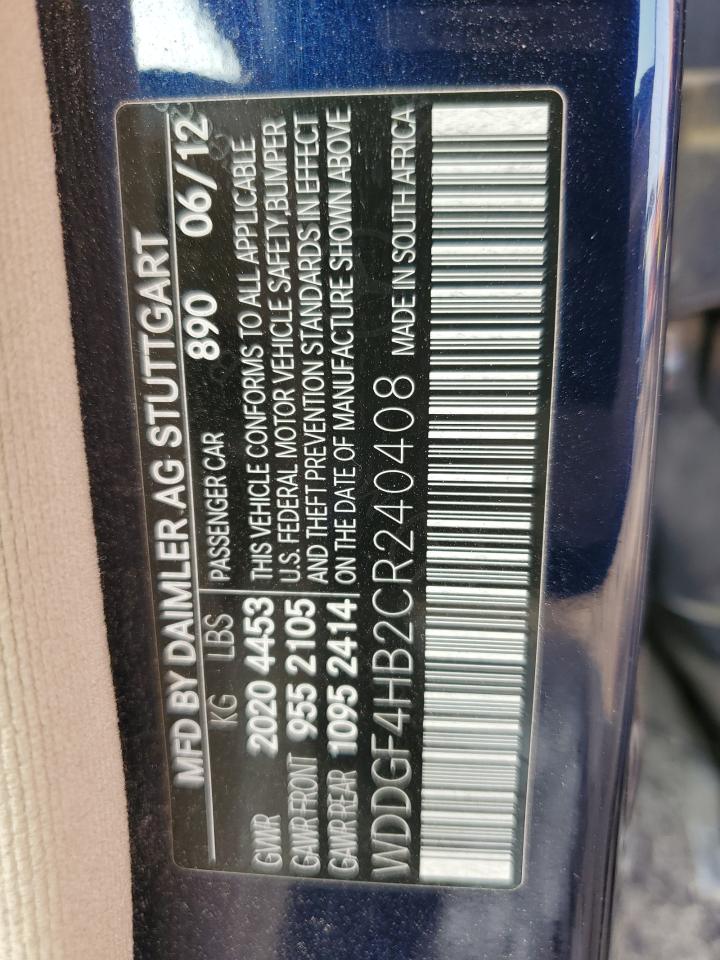 MFD BY DAIMLER AG STUTTGART
KG LBS PASSENGER CAR 890 06/12
GVWR 2020 4453 THIS VEHICLE CONFORMS TO ALL APPLICABLE
U.S. FEDERAL MOTOR VEHICLE SAFETY,BUMPER,
GAWR FRONT 955 2105 AND THEFT PREVENTION STANDARDS IN EFFECT
GAWR REAR 1095 2414 ON THE DATE OF MANUFACTURE SHOWN ABOVE
WDDGF4HB2CR240408 MADE IN SOUTH AFRICA